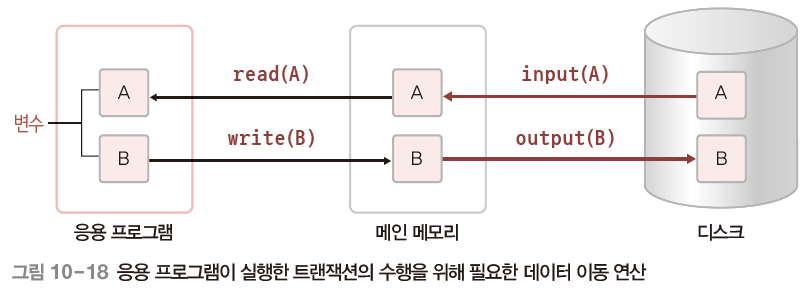 read(A)
input(A)
A
A
A
변수
write(B)
output(B)
B
B
B
응용 프로그램
메인 메모리
디스크
그림 10-18 응용 프로그램이 실행한 트랜잭션의 수행을 위해 필요한 데이터 이동 연산